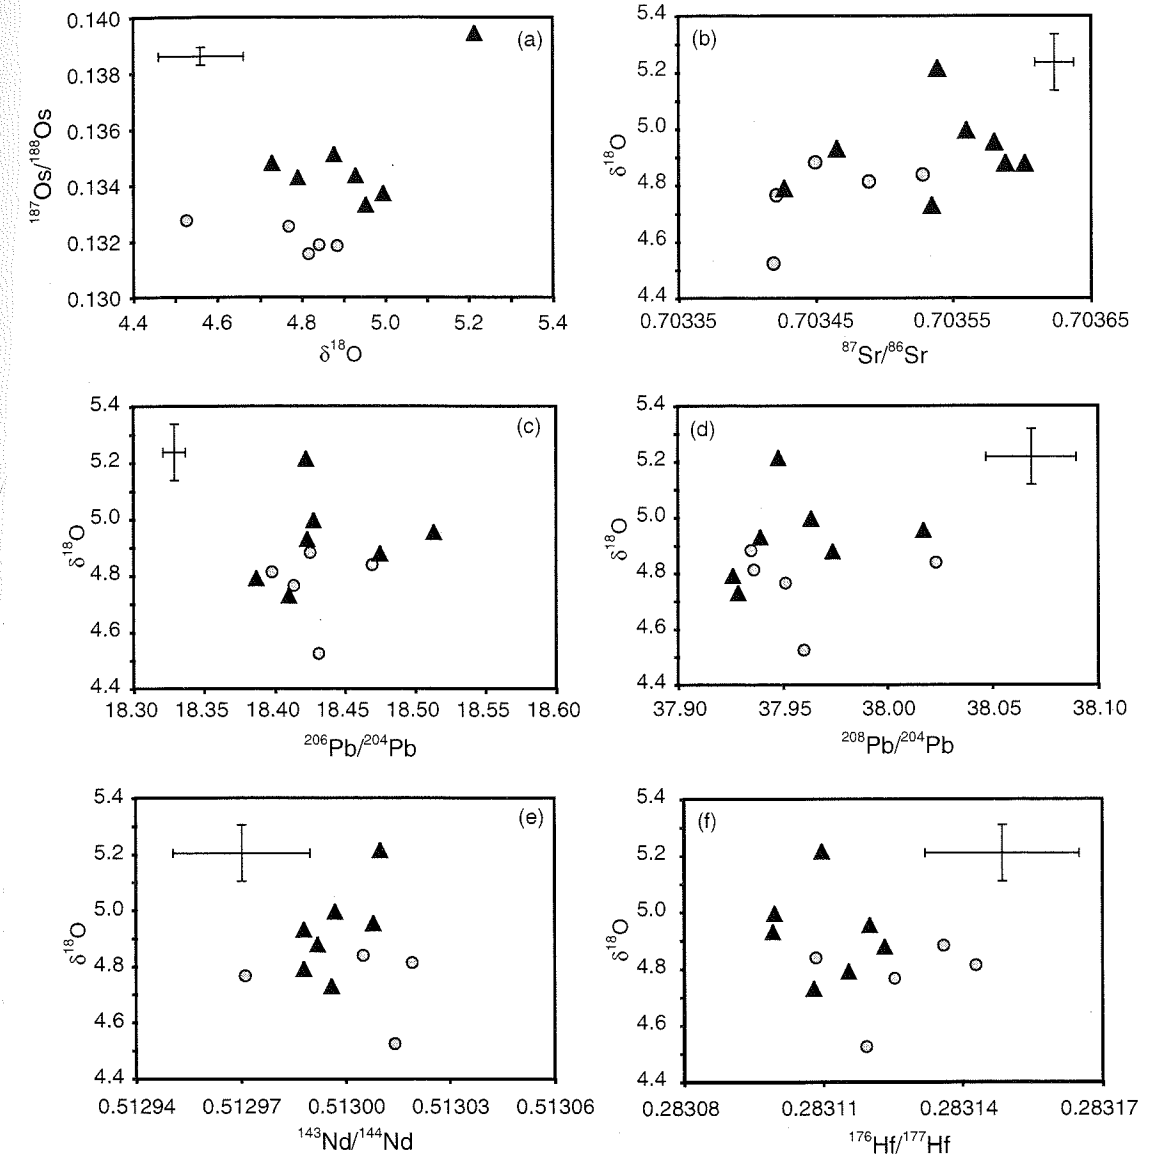 0.140
0.138
0.136
0.134
0.132
0.130
¹⁸⁷Os/¹⁸⁸Os
(a)
4.4 4.6 4.8 5.0 5.2 5.4
δ¹⁸O
5.4
5.2
5.0
4.8
4.6
4.4
δ¹⁸O
(b)
0.70335 0.70345 0.70355 0.70365
⁸⁷Sr/⁸⁶Sr
5.4
5.2
5.0
4.8
4.6
4.4
δ¹⁸O
(c)
18.30 18.35 18.40 18.45 18.50 18.55 18.60
²⁰⁶Pb/²⁰⁴Pb
5.4
5.2
5.0
4.8
4.6
4.4
δ¹⁸O
(d)
37.90 37.95 38.00 38.05 38.10
²⁰⁸Pb/²⁰⁴Pb
5.4
5.2
5.0
4.8
4.6
4.4
δ¹⁸O
(e)
0.51294 0.51297 0.51300 0.51303 0.51306
¹⁴³Nd/¹⁴⁴Nd
5.4
5.2
5.0
4.8
4.6
4.4
δ¹⁸O
(f)
0.28308 0.28311 0.28314 0.28317
¹⁷⁶Hf/¹⁷⁷Hf